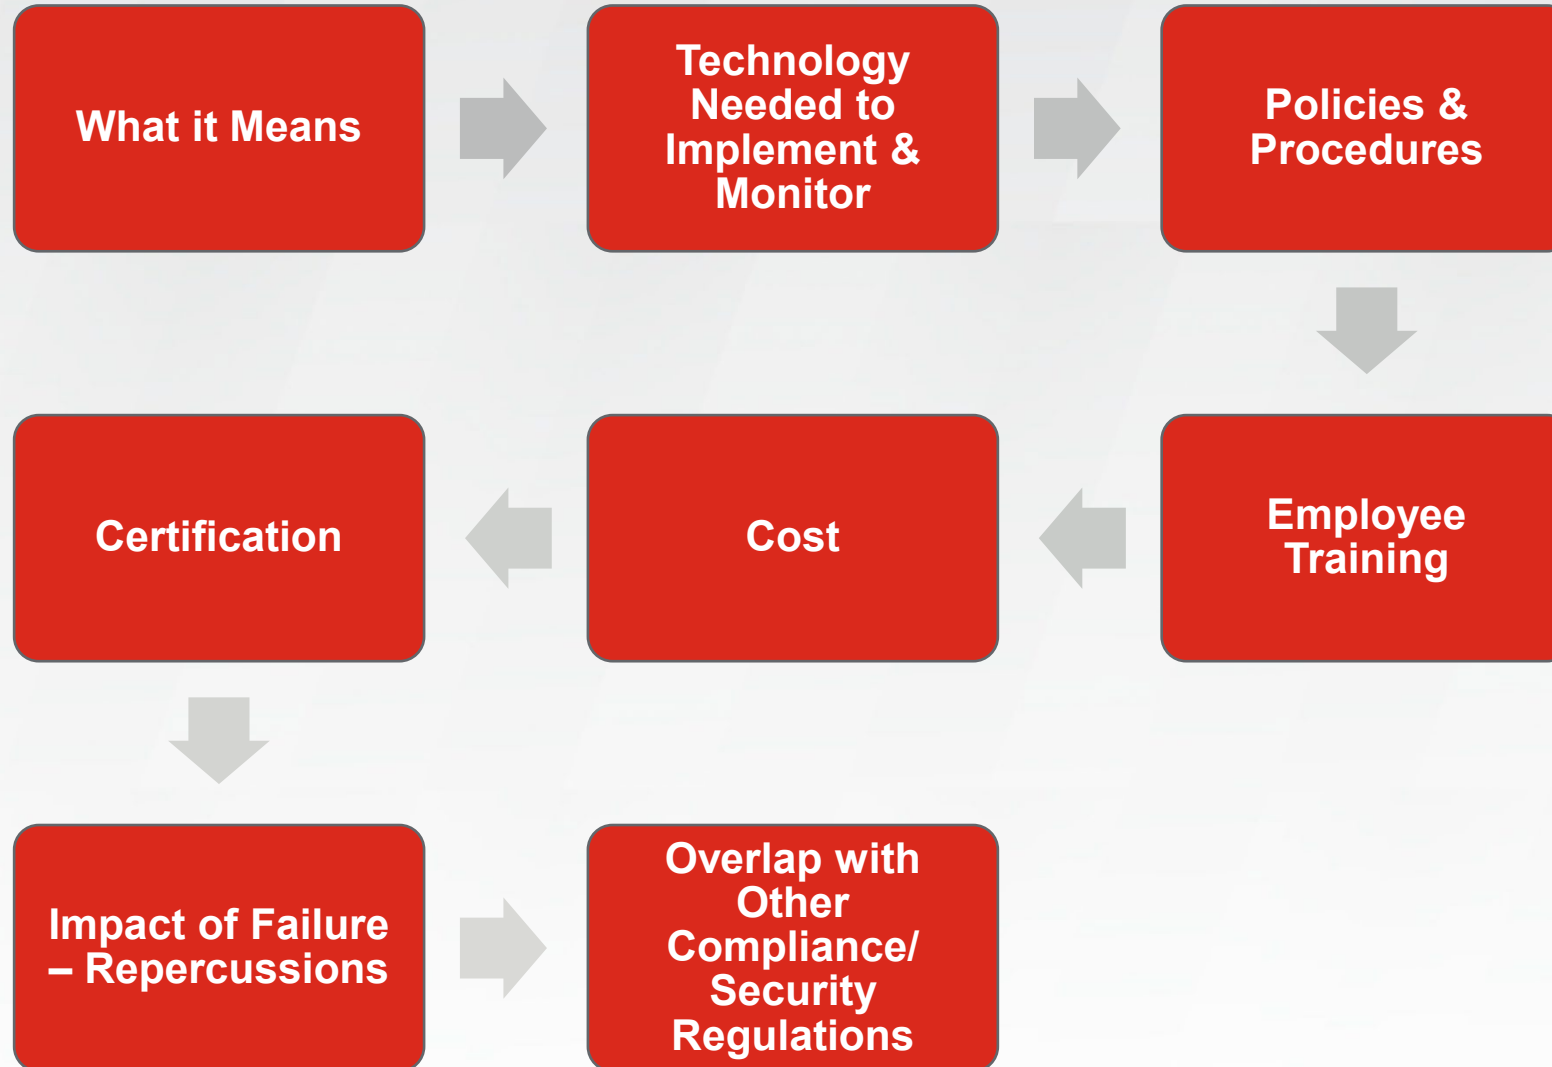 What it Means
Technology
Needed to
Implement &
Monitor
Policies &
Procedures
Employee
Training
Cost
Certification
Impact of Failure
– Repercussions
Overlap with
Other
Compliance/
Security
Regulations